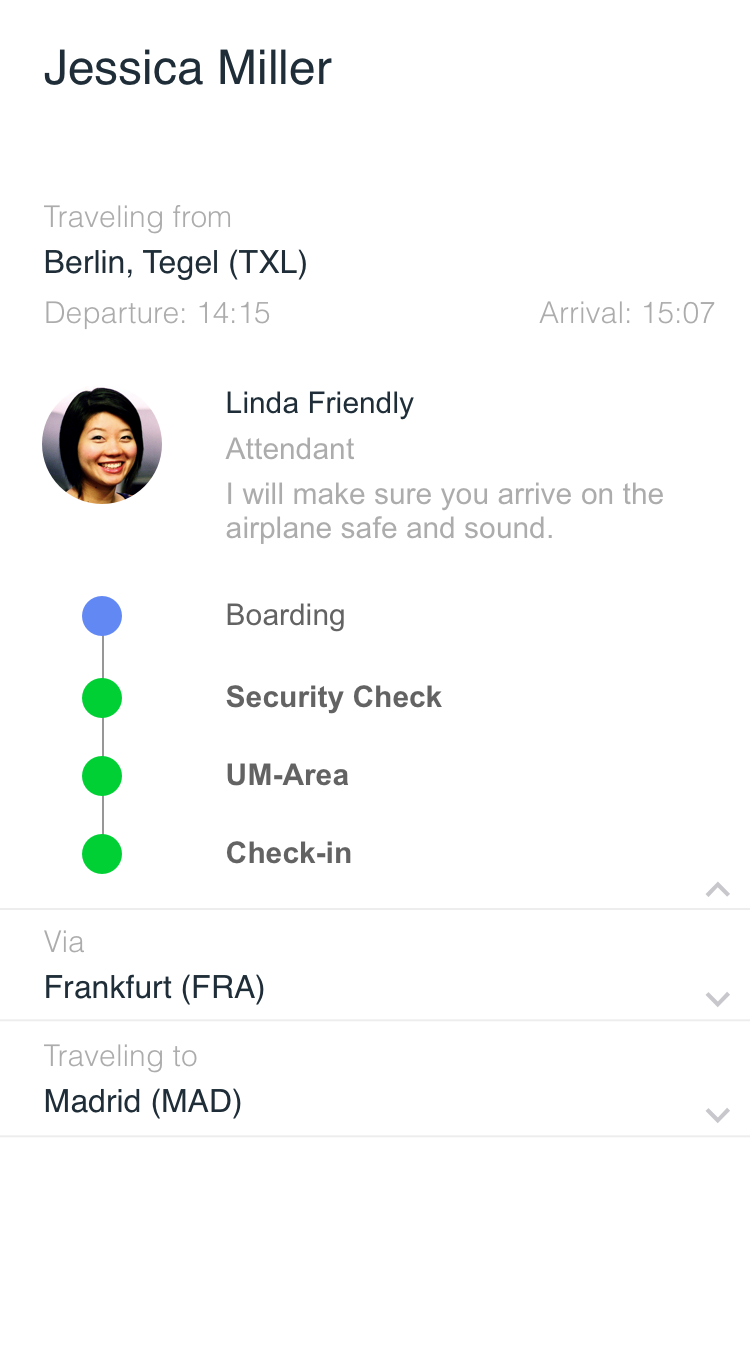 Jessica Miller
Traveling from
Berlin, Tegel (TXL)
Departure: 14:15
Arrival: 15:07
Linda Friendly
Attendant
I will make sure you arrive on the
airplane safe and sound.
Boarding
Security Check
UM-Area
Check-in
Via
Frankfurt (FRA)
Traveling to
Madrid (MAD)